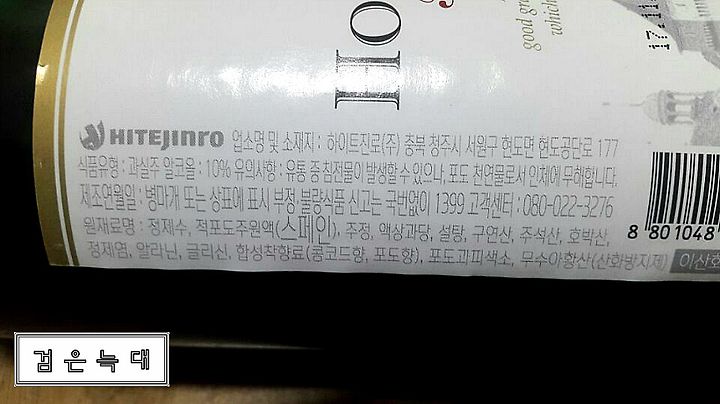 HO
good
which
17.11
HITEJINRO 업소명 및 소재지 : 하이트진로(주) 충북 청주시 서원구 현도면 현도공단로 177
식품유형 : 과실주 알코올 : 10% 유의사항 : 유통 중 침전물이 발생할 수 있으나, 포도 천연물로서 인체에 무해합니다.
제조연월일 : 병마개 또는 상표에 표시 부정·불량식품 신고는 국번없이 1399 고객센터 : 080-022-3276
원재료명 : 정제수, 적포도주원액(스페인), 주정, 액상과당, 설탕, 구연산, 주석산, 호박산,
정제염, 알라닌, 글리신, 합성착향료(콩코드향, 포도향), 포도과피색소, 무수아황산(산화방지제) 이산화
8 801048
검은늑대